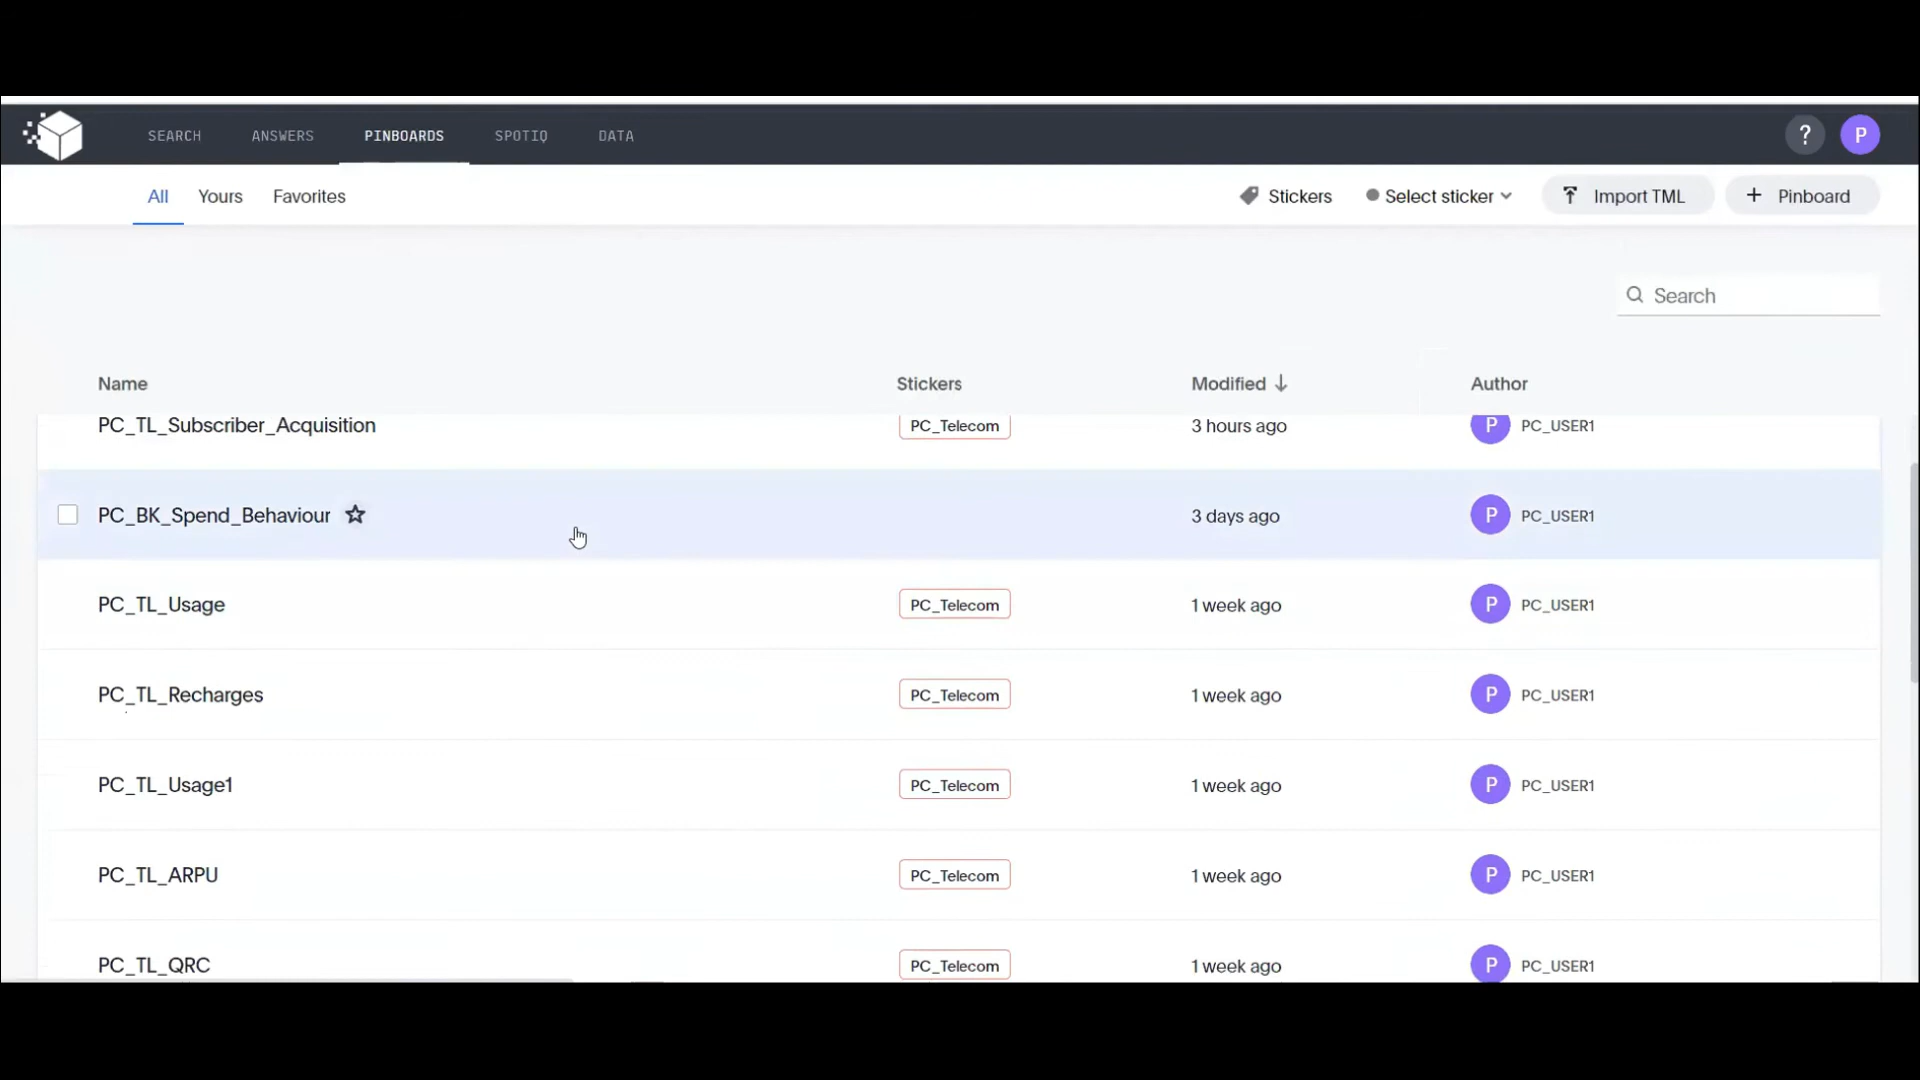 SEARCH ANSWERS PINBOARDS SPOTIQ DATA ? P
All Yours Favorites Stickers Select sticker Import TML + Pinboard
Search
Name Stickers Modified ↓ Author
PC_TL_Subscriber_Acquisition PC_Telecom 3 hours ago P PC_USER1
PC_BK_Spend_Behaviour 3 days ago P PC_USER1
PC_TL_Usage PC_Telecom 1 week ago P PC_USER1
PC_TL_Recharges PC_Telecom 1 week ago P PC_USER1
PC_TL_Usage1 PC_Telecom 1 week ago P PC_USER1
PC_TL_ARPU PC_Telecom 1 week ago P PC_USER1
PC_TL_QRC PC_Telecom 1 week ago P PC_USER1